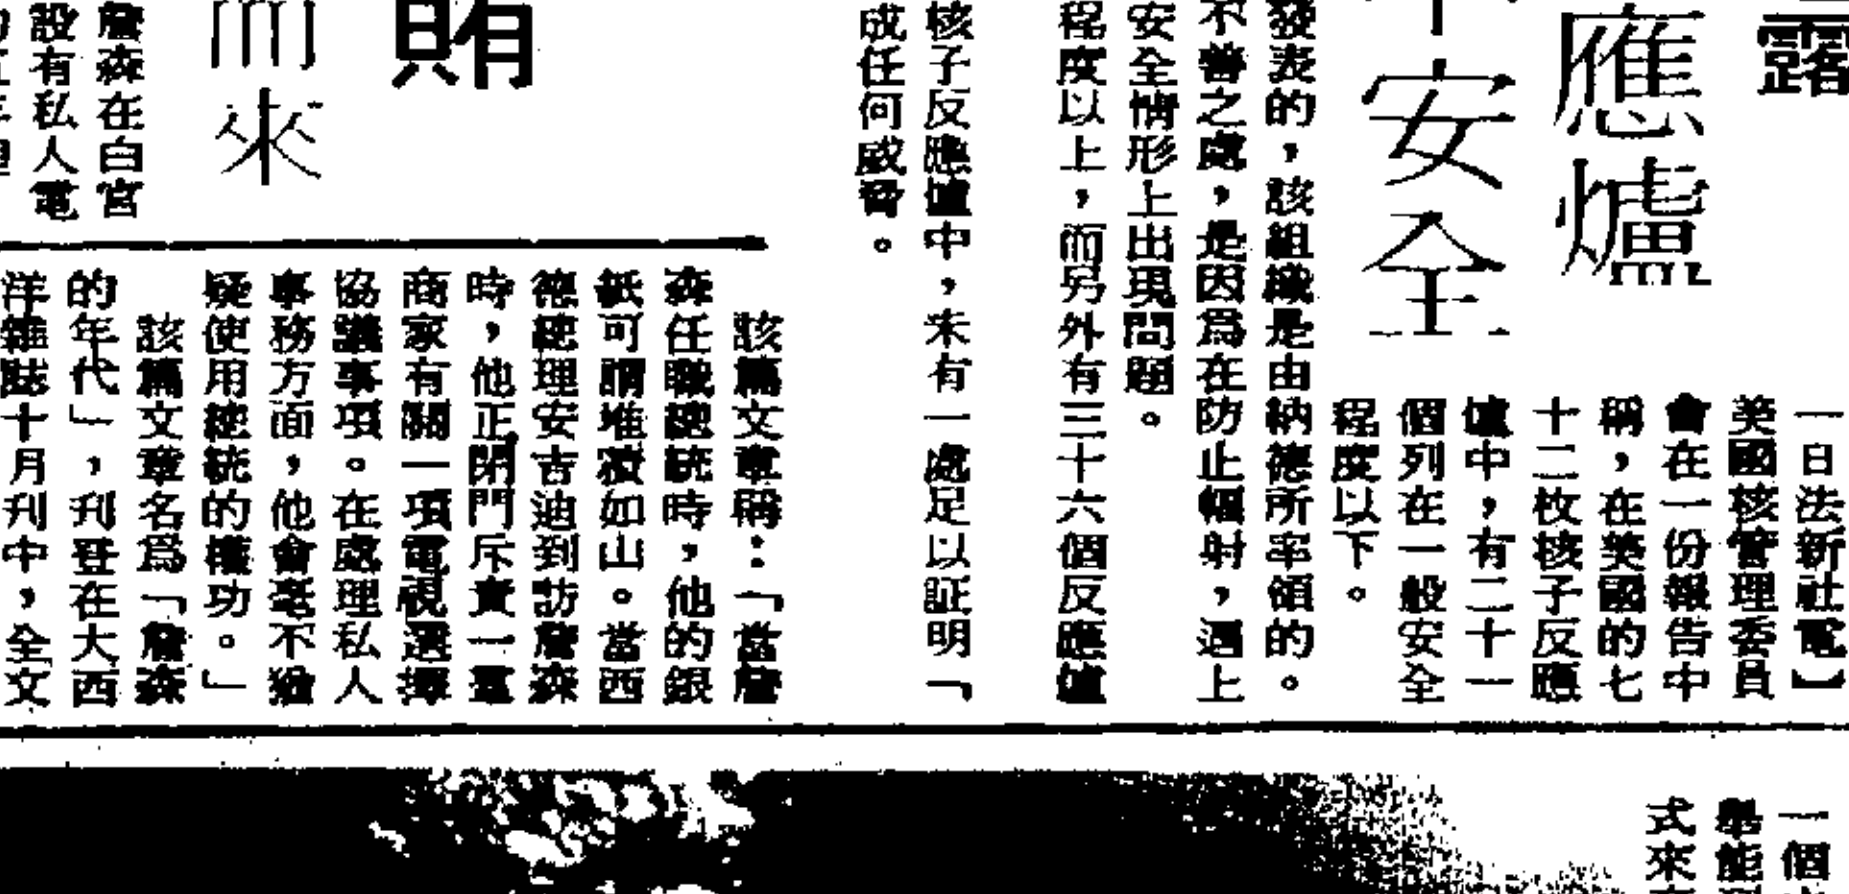 露
應爐
安全
一日法新社電】
美國核管理委員
會在一份報告中
稱，在美國的七
十二枚核子反應
爐中，有二十一
個列在一般安全
程度以下。
發表的，該組織是由納德所率領的。
不善之處，是因爲在防止幅射，遇上
安全情形上出現問題。
程度以上，而另外有三十六個反應爐
核子反應爐中，未有一處足以証明「
成任何威脅。
賄
而來
詹森在白宮
設有私人電
該篇文章稱：「當詹
森任職總統時，他的銀
紙可謂堆積如山。當西
德總理安吉迪到訪詹森
時，他正閉門斥責一羣
商家有關一項電視選擇
協議事項。在處理私人
事務方面，他會毫不猶
疑使用總統的權功。」
該篇文章名爲「詹森
的年代」，刊登在大西
洋雜誌十月刊中，全文
一個
舉能
式來